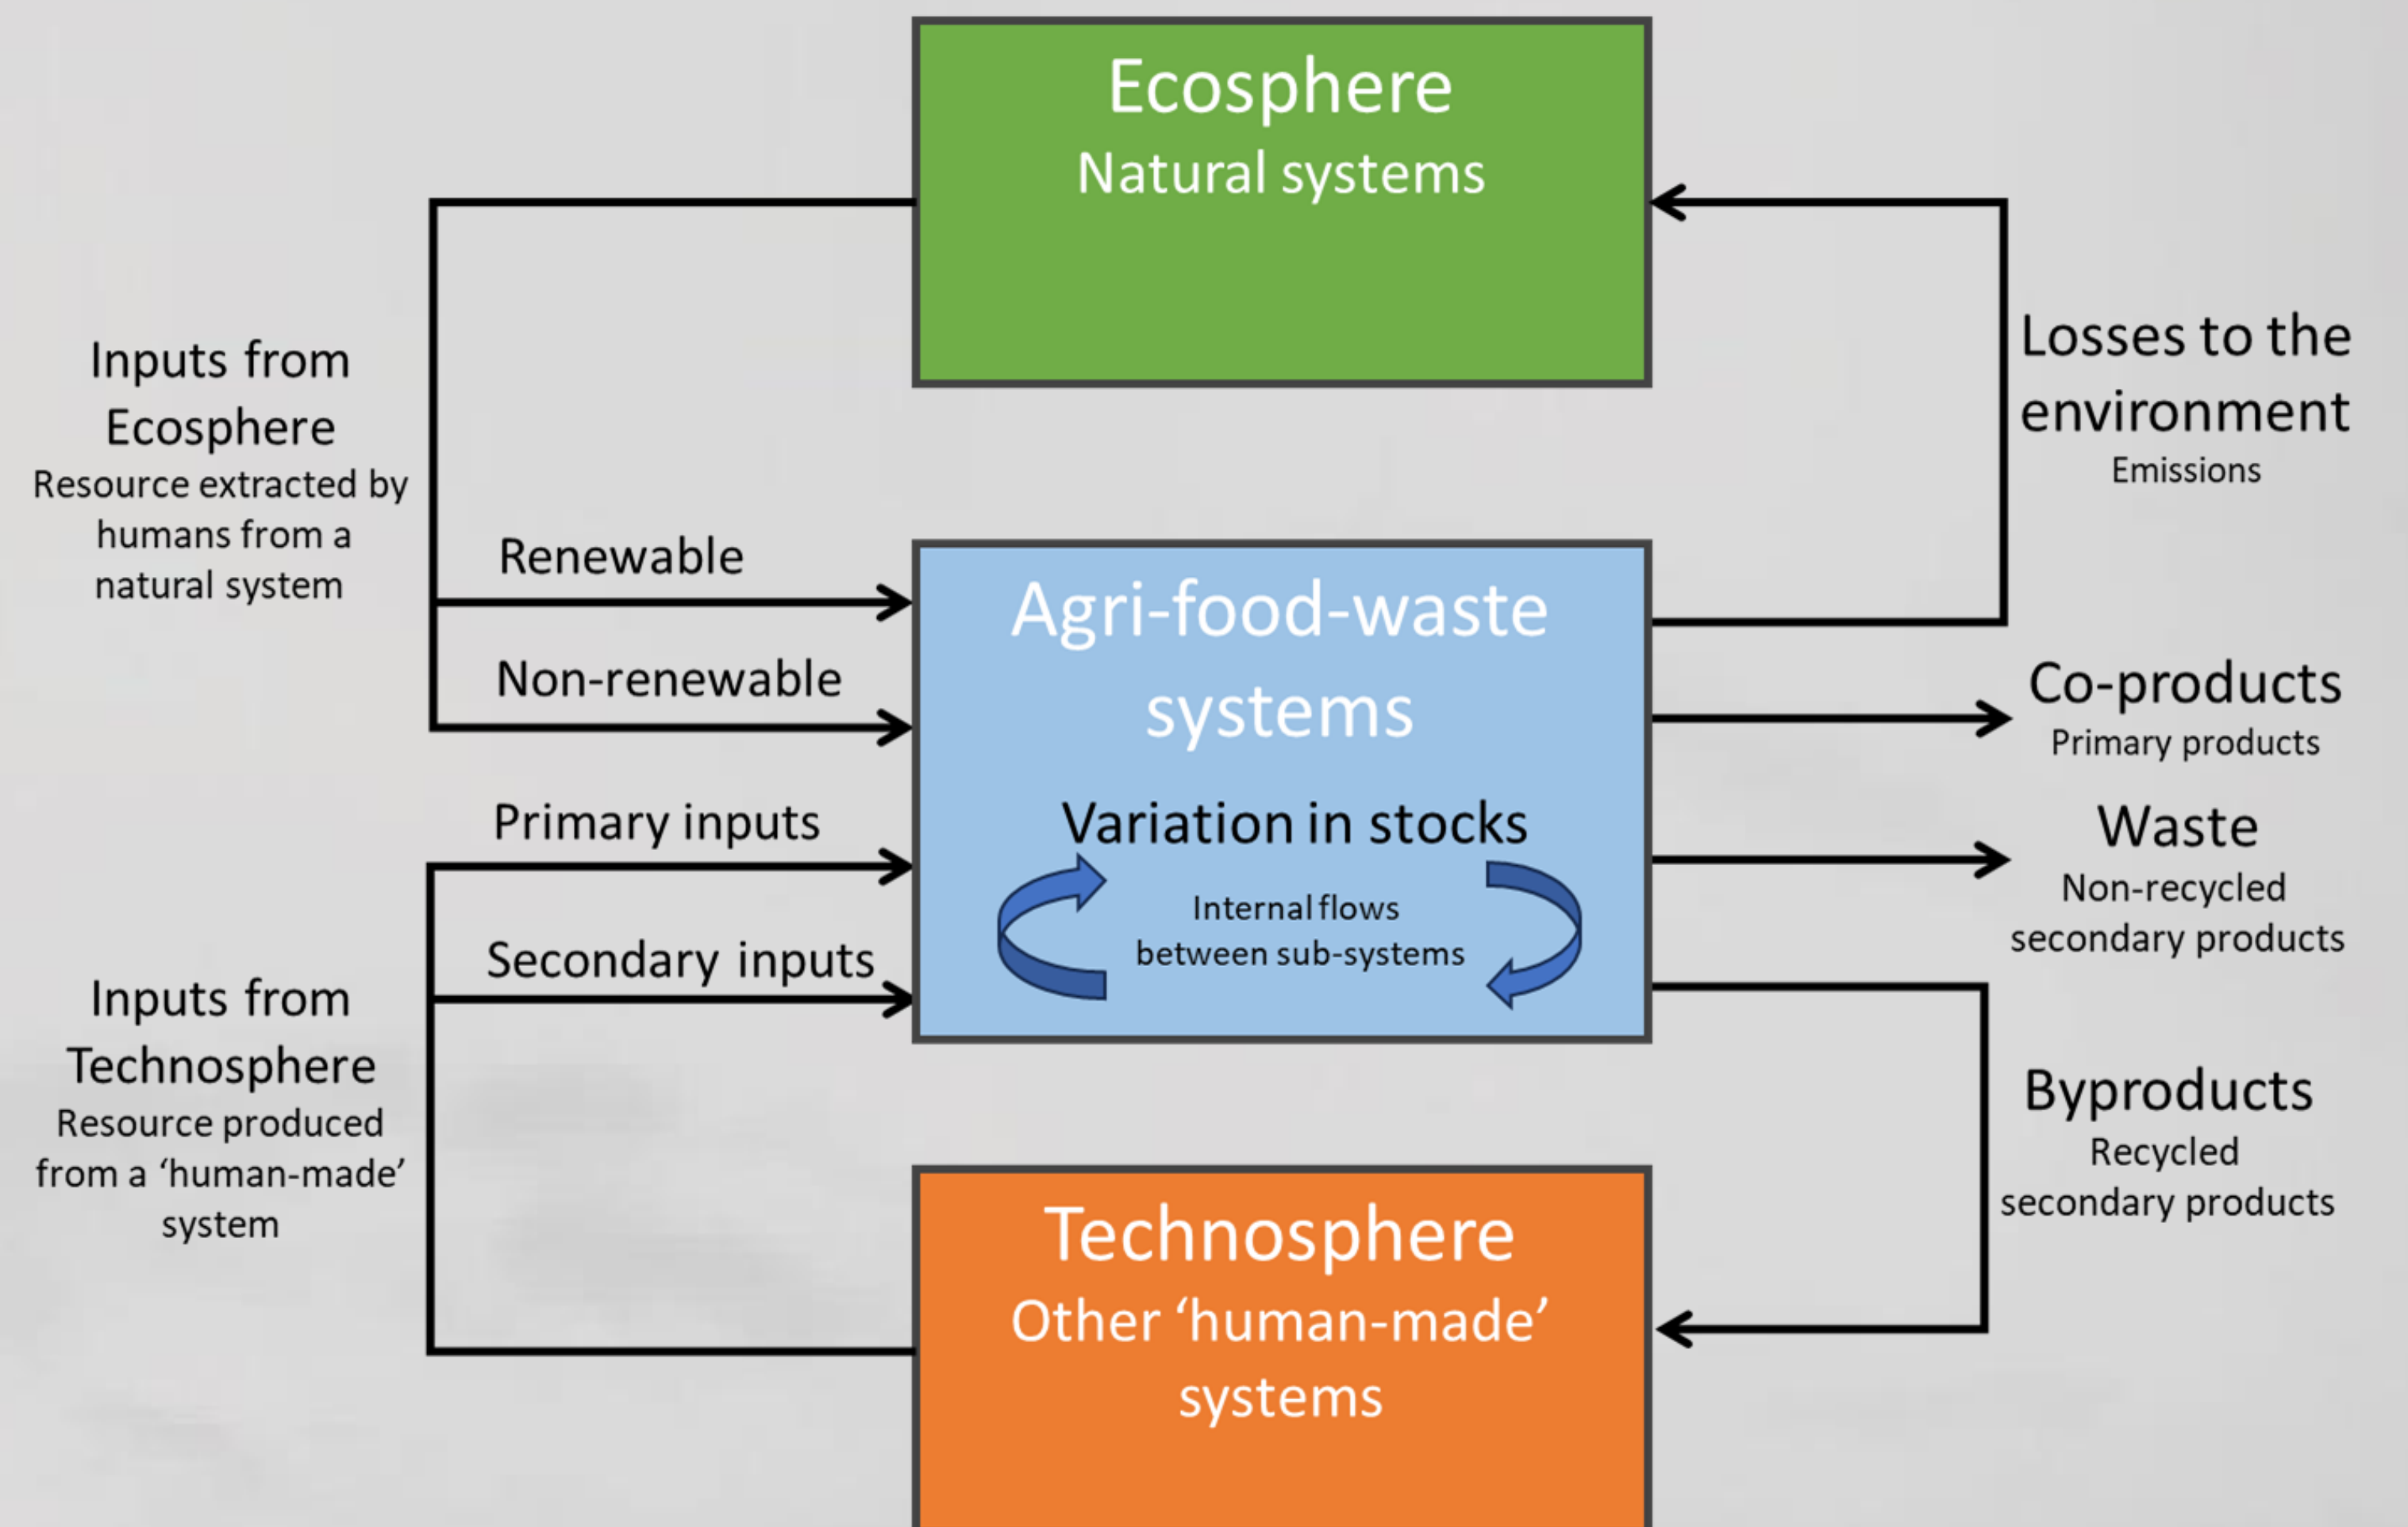 Ecosphere
Natural systems
Inputs from
Ecosphere
Resource extracted by
humans from a
natural system
Renewable
Non-renewable
Losses to the
environment
Emissions
Agri-food-waste
systems
Variation in stocks
Internal flows
between sub-systems
Co-products
Primary products
Waste
Non-recycled
secondary products
Primary inputs
Secondary inputs
Inputs from
Technosphere
Resource produced
from a ‘human-made’
system
Byproducts
Recycled
secondary products
Technosphere
Other ‘human-made’
systems